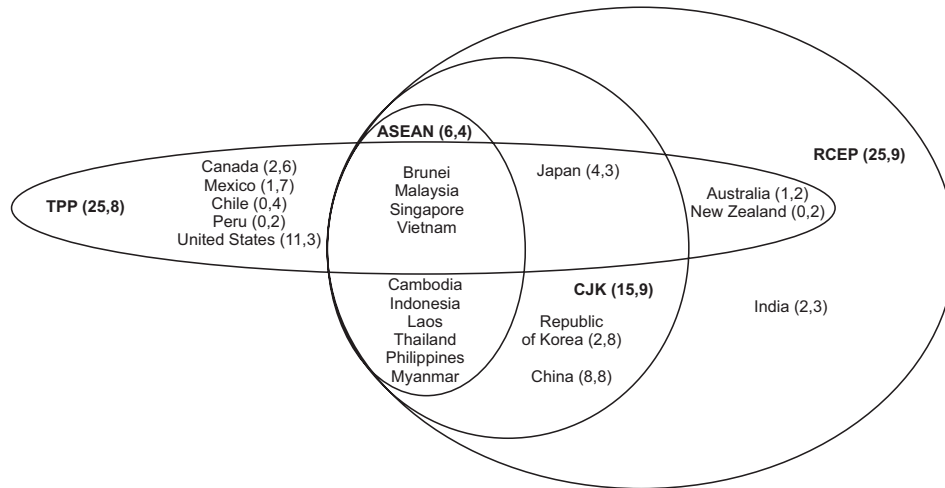 ASEAN (6,4)
RCEP (25,9)
TPP (25,8)
Canada (2,6)
Mexico (1,7)
Chile (0,4)
Peru (0,2)
United States (11,3)
Brunei
Malaysia
Singapore
Vietnam
Japan (4,3)
Australia (1,2)
New Zealand (0,2)
Cambodia
Indonesia
Laos
Thailand
Philippines
Myanmar
CJK (15,9)
Republic
of Korea (2,8)
China (8,8)
India (2,3)